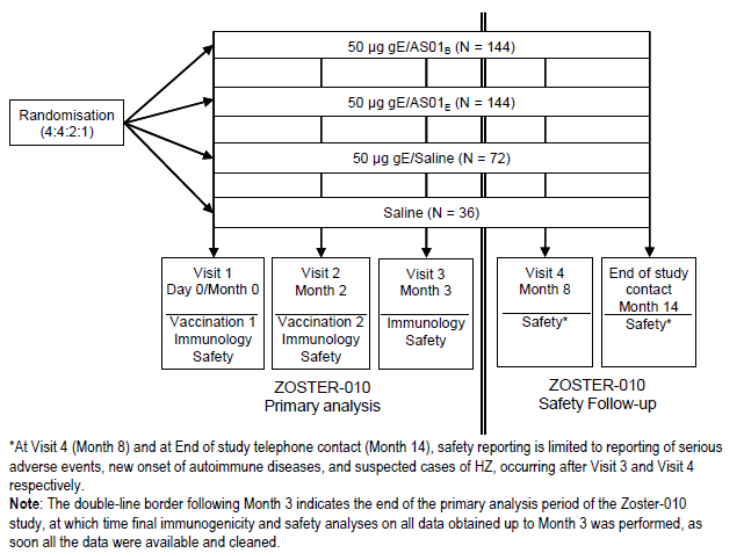 50 µg gE/AS01B (N = 144)
50 µg gE/AS01E (N = 144)
Randomisation
(4:4:2:1)
50 µg gE/Saline (N = 72)
Saline (N = 36)
Visit 1
Day 0/Month 0
Vaccination 1
Immunology
Safety
Visit 2
Month 2
Vaccination 2
Immunology
Safety
Visit 3
Month 3
Immunology
Safety
Visit 4
Month 8
Safety*
End of study
contact
Month 14
Safety*
ZOSTER-010
Primary analysis
ZOSTER-010
Safety Follow-up
*At Visit 4 (Month 8) and at End of study telephone contact (Month 14), safety reporting is limited to reporting of serious
adverse events, new onset of autoimmune diseases, and suspected cases of HZ, occurring after Visit 3 and Visit 4
respectively.
Note: The double-line border following Month 3 indicates the end of the primary analysis period of the Zoster-010
study, at which time final immunogenicity and safety analyses on all data obtained up to Month 3 was performed, as
soon all the data were available and cleaned.